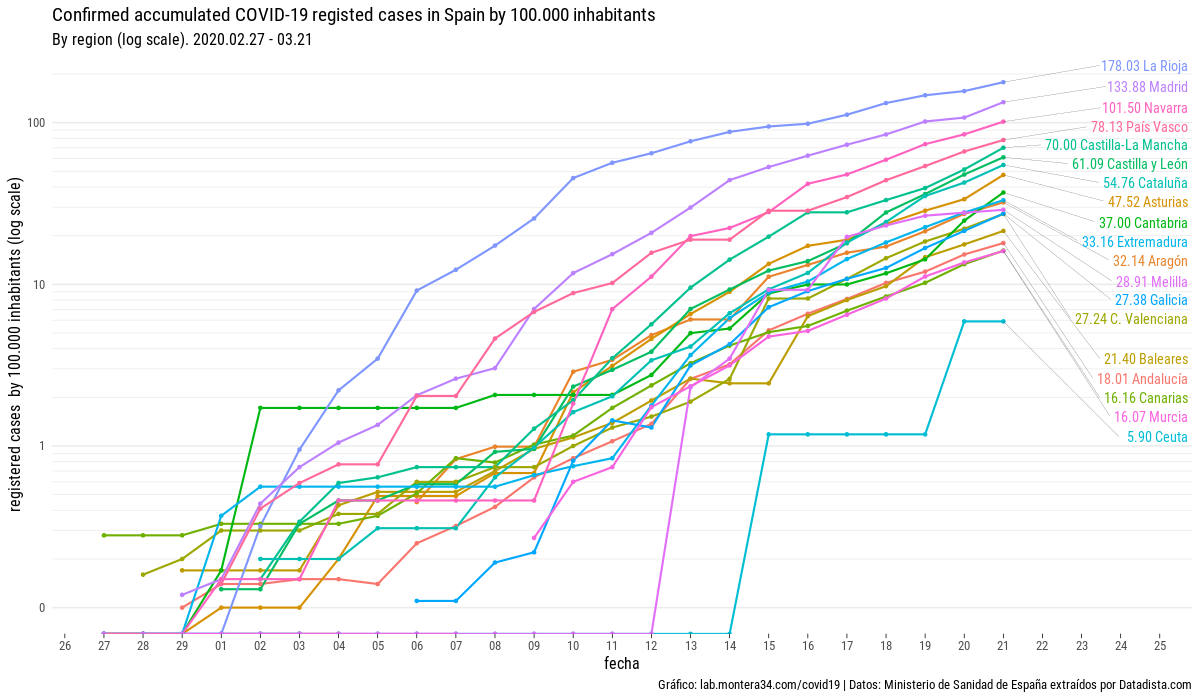 Confirmed accumulated COVID-19 registed cases in Spain by 100.000 inhabitants
By region (log scale). 2020.02.27 - 03.21
registered cases by 100.000 inhabitants (log scale)
100
10
1
0
178.03 La Rioja
133.88 Madrid
101.50 Navarra
78.13 País Vasco
70.00 Castilla-La Mancha
61.09 Castilla y León
54.76 Cataluña
47.52 Asturias
37.00 Cantabria
33.16 Extremadura
32.14 Aragón
28.91 Melilla
27.38 Galicia
27.24 C. Valenciana
21.40 Baleares
18.01 Andalucía
16.16 Canarias
16.07 Murcia
5.90 Ceuta
26 27 28 29 01 02 03 04 05 06 07 08 09 10 11 12 13 14 15 16 17 18 19 20 21 22 23 24 25
fecha
Gráfico: lab.montera34.com/covid19 | Datos: Ministerio de Sanidad de España extraídos por Datadista.com